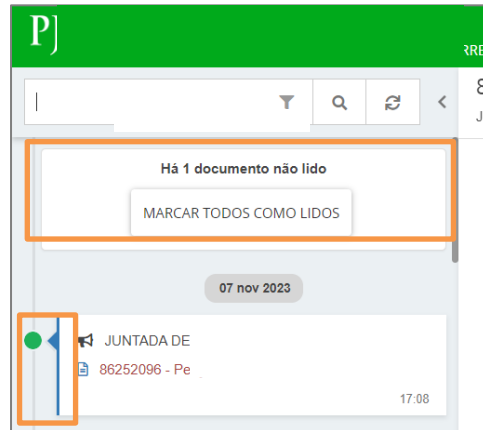 PJ
8
J
Há 1 documento não lido
MARCAR TODOS COMO LIDOS
07 nov 2023
JUNTADA DE
86252096 - Pe
17:08